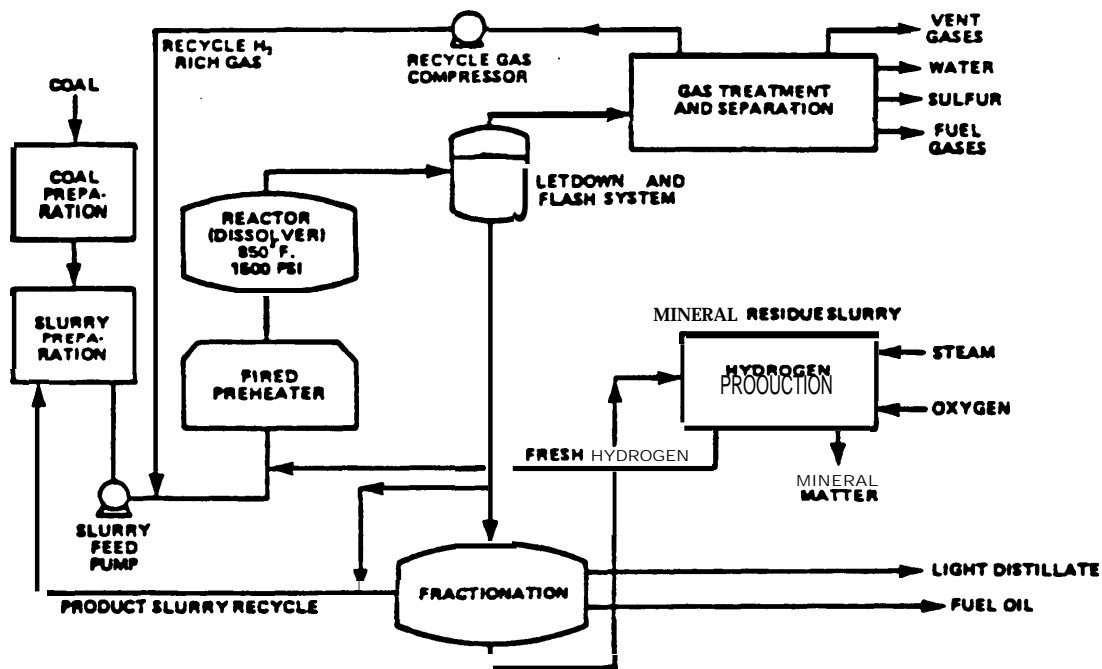 VENT
GASES
RECYCLE H2
RICH GAS
RECYCLE GAS
COMPRESSOR
WATER
COAL
GAS TREATMENT
AND SEPARATION
SULFUR
FUEL
GASES
COAL
PREPA-
RATION
LETDOWN AND
FLASH SYSTEM
REACTOR
(DISSOLVER)
850°F.
1500 PSI
SLURRY
PREPA-
RATION
MINERAL RESIDUE SLURRY
STEAM
FIRED
PREHEATER
HYDROGEN
PRODUCTION
OXYGEN
FRESH HYDROGEN
MINERAL
MATTER
SLURRY
FEED
PUMP
LIGHT DISTILLATE
FRACTIONATION
PRODUCT SLURRY RECYCLE
FUEL OIL